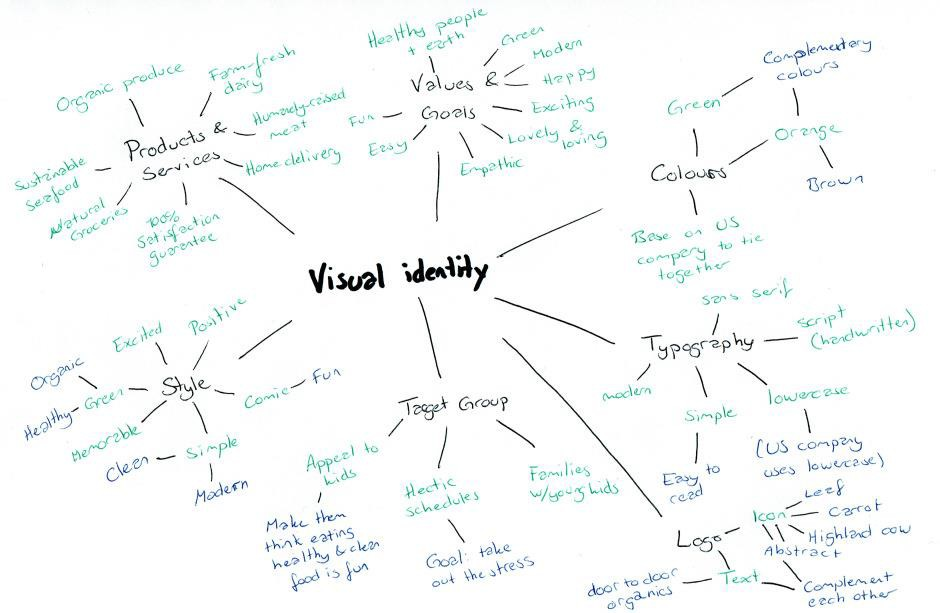 Visual identity
Products &
Services
Organic produce
Farm-fresh
dairy
Humanely-raised
meat
Home delivery
100%
Satisfaction
guarantee
Natural
Groceries
Sustainable
Seafood
Values &
Goals
Healthy people
+ earth
Green
Modern
Happy
Exciting
Lovely &
loving
Empathic
Easy
Fun
Colours
Green
Complementary
colours
Orange
Brown
Base on US
company to tie
together
Typography
sans serif
script
(handwritten)
lowercase
(US company
uses lowercase)
Simple
Easy to
read
modern
Logo
Icon
Leaf
Carrot
Highland cow
Abstract
Complement
each other
Text
door to door
organics
Target Group
Appeal to
kids
Make them
think eating
healthy & clean
food is fun
Hectic
schedules
Goal: take
out the stress
Families
w/young kids
Style
Positive
Excited
Green
Organic
Healthy
Memorable
Simple
Clean
Modern
Comic
Fun